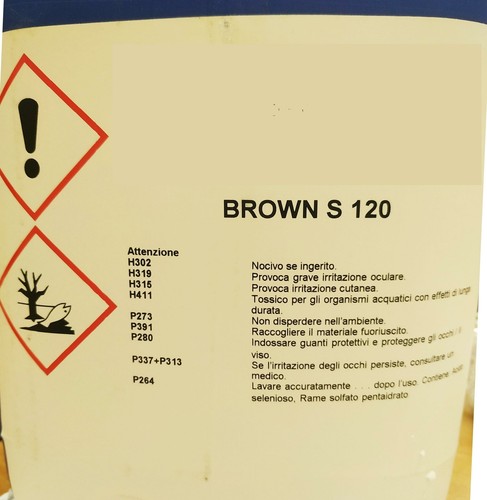 BROWN S 120
Attenzione
H302 Nocivo se ingerito.
H319 Provoca grave irritazione oculare.
H315 Provoca irritazione cutanea.
H411 Tossico per gli organismi acquatici con effetti di lunga
durata.
P273 Non disperdere nell'ambiente.
P391 Raccogliere il materiale fuoriuscito.
P280 Indossare guanti protettivi e proteggere gli occhi / il
viso.
P337+P313 Se l'irritazione degli occhi persiste, consultare un
medico.
P264 Lavare accuratamente . . . dopo l'uso. Contiene Acido
selenioso, Rame solfato pentaidrato